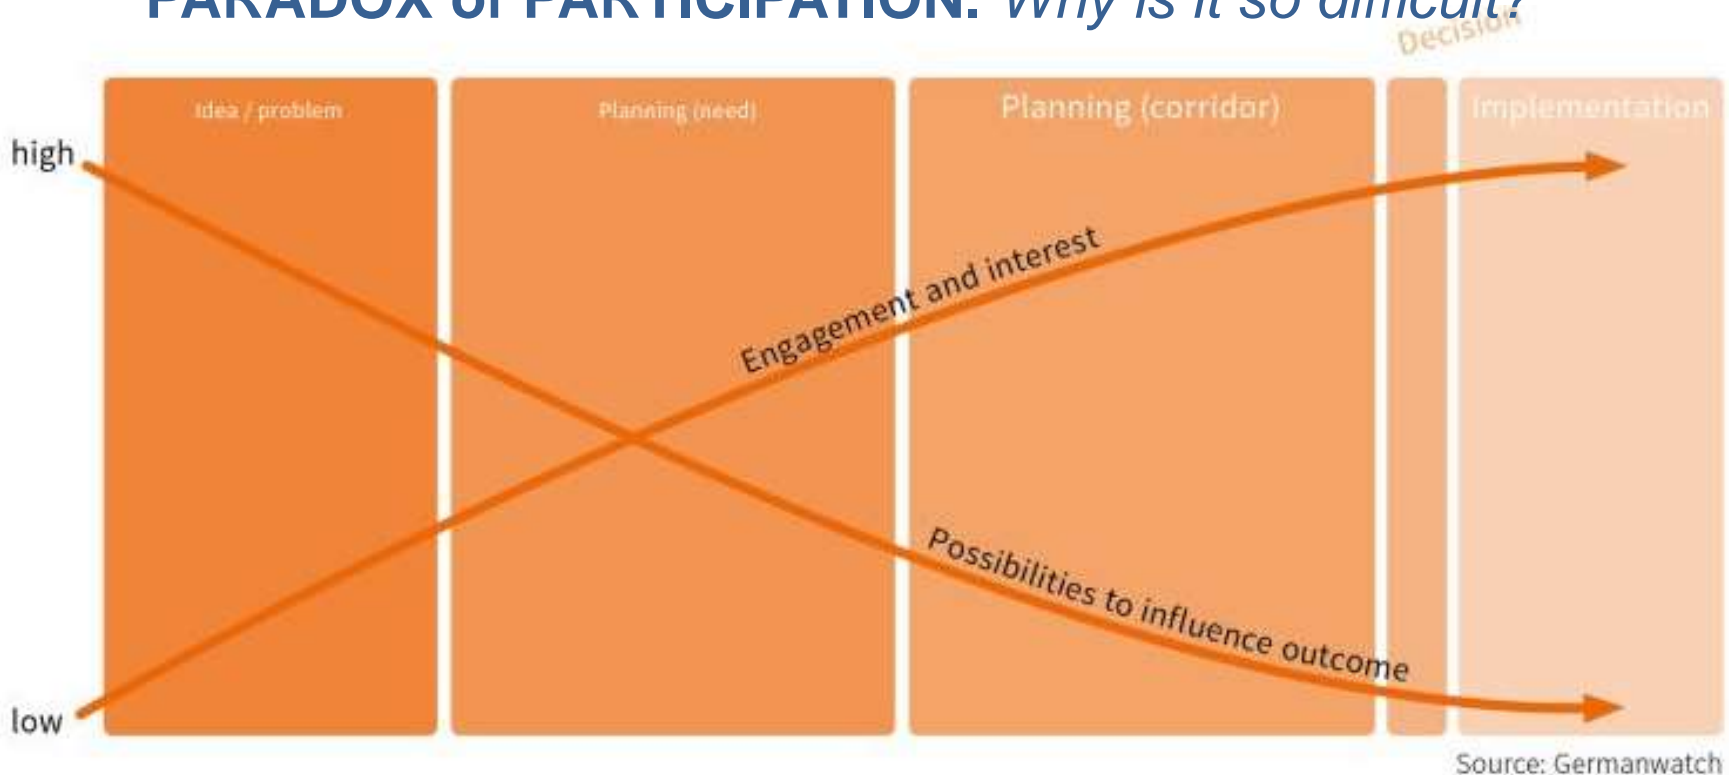 PARADOX of PARTICIPATION: Why is it so difficult?
Decision
Idea / problem
Planning (need)
Planning (corridor)
Implementation
high
Engagement and interest
Possibilities to influence outcome
low
Source: Germanwatch